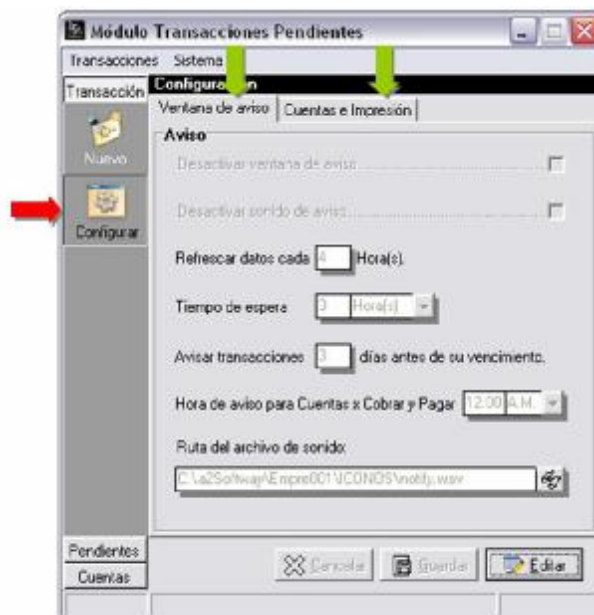 Módulo Transacciones Pendientes
Transacciones Sistema
Transacción
Configuración
Ventana de aviso
Cuentas e Impresión
Nuevo
Configurar
Aviso
Desactivar ventana de aviso
Desactivar sonido de aviso
Refrescar datos cada 4 Hora(s).
Tiempo de espera 3 Hora(s)
Avisar transacciones 3 días antes de su vencimiento.
Hora de aviso para Cuentas x Cobrar y Pagar 12:00 A.M.
Ruta del archivo de sonido:
C:\a2Softway\Empre001\ICONOS\notify.wav
Pendientes
Cuentas
Cancelar
Guardar
Editar